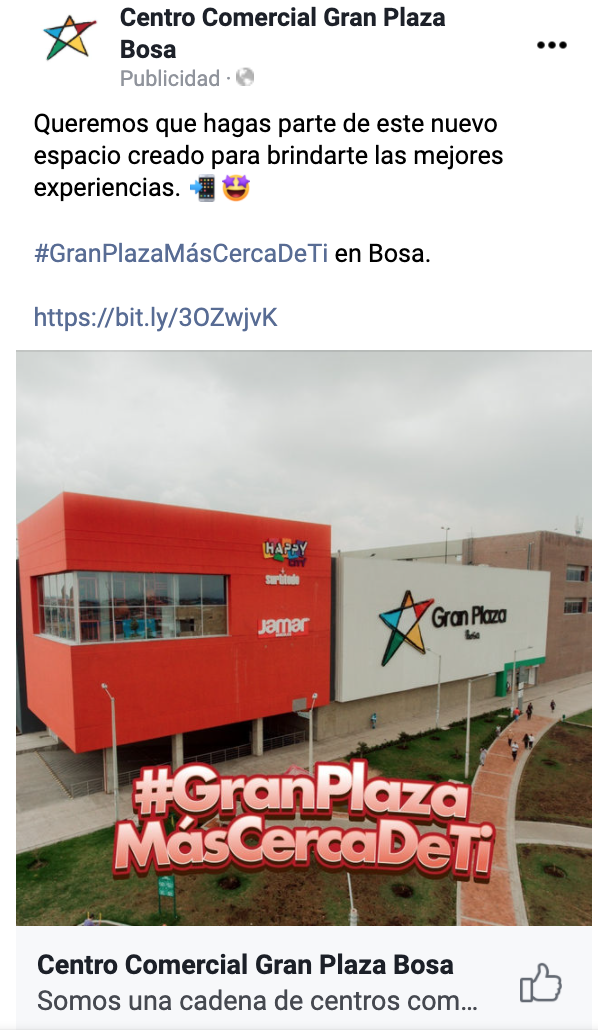 Centro Comercial Gran Plaza
Bosa
Publicidad ·
Queremos que hagas parte de este nuevo
espacio creado para brindarte las mejores
experiencias. 📲🤩
#GranPlazaMásCercaDeTi en Bosa.
https://bit.ly/3OZwjvK
HAPPY
CITY
surtitodo
Jamar
Gran Plaza
Bosa
#GranPlaza
MásCercaDeTi
Centro Comercial Gran Plaza Bosa
Somos una cadena de centros com...